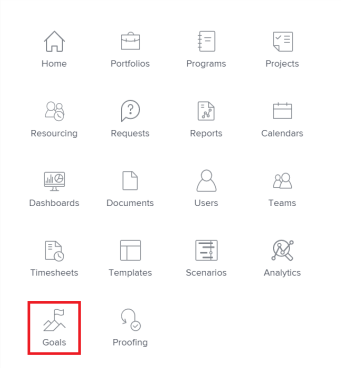 Home Portfolios Programs Projects
Resourcing Requests Reports Calendars
Dashboards Documents Users Teams
Timesheets Templates Scenarios Analytics
Goals Proofing